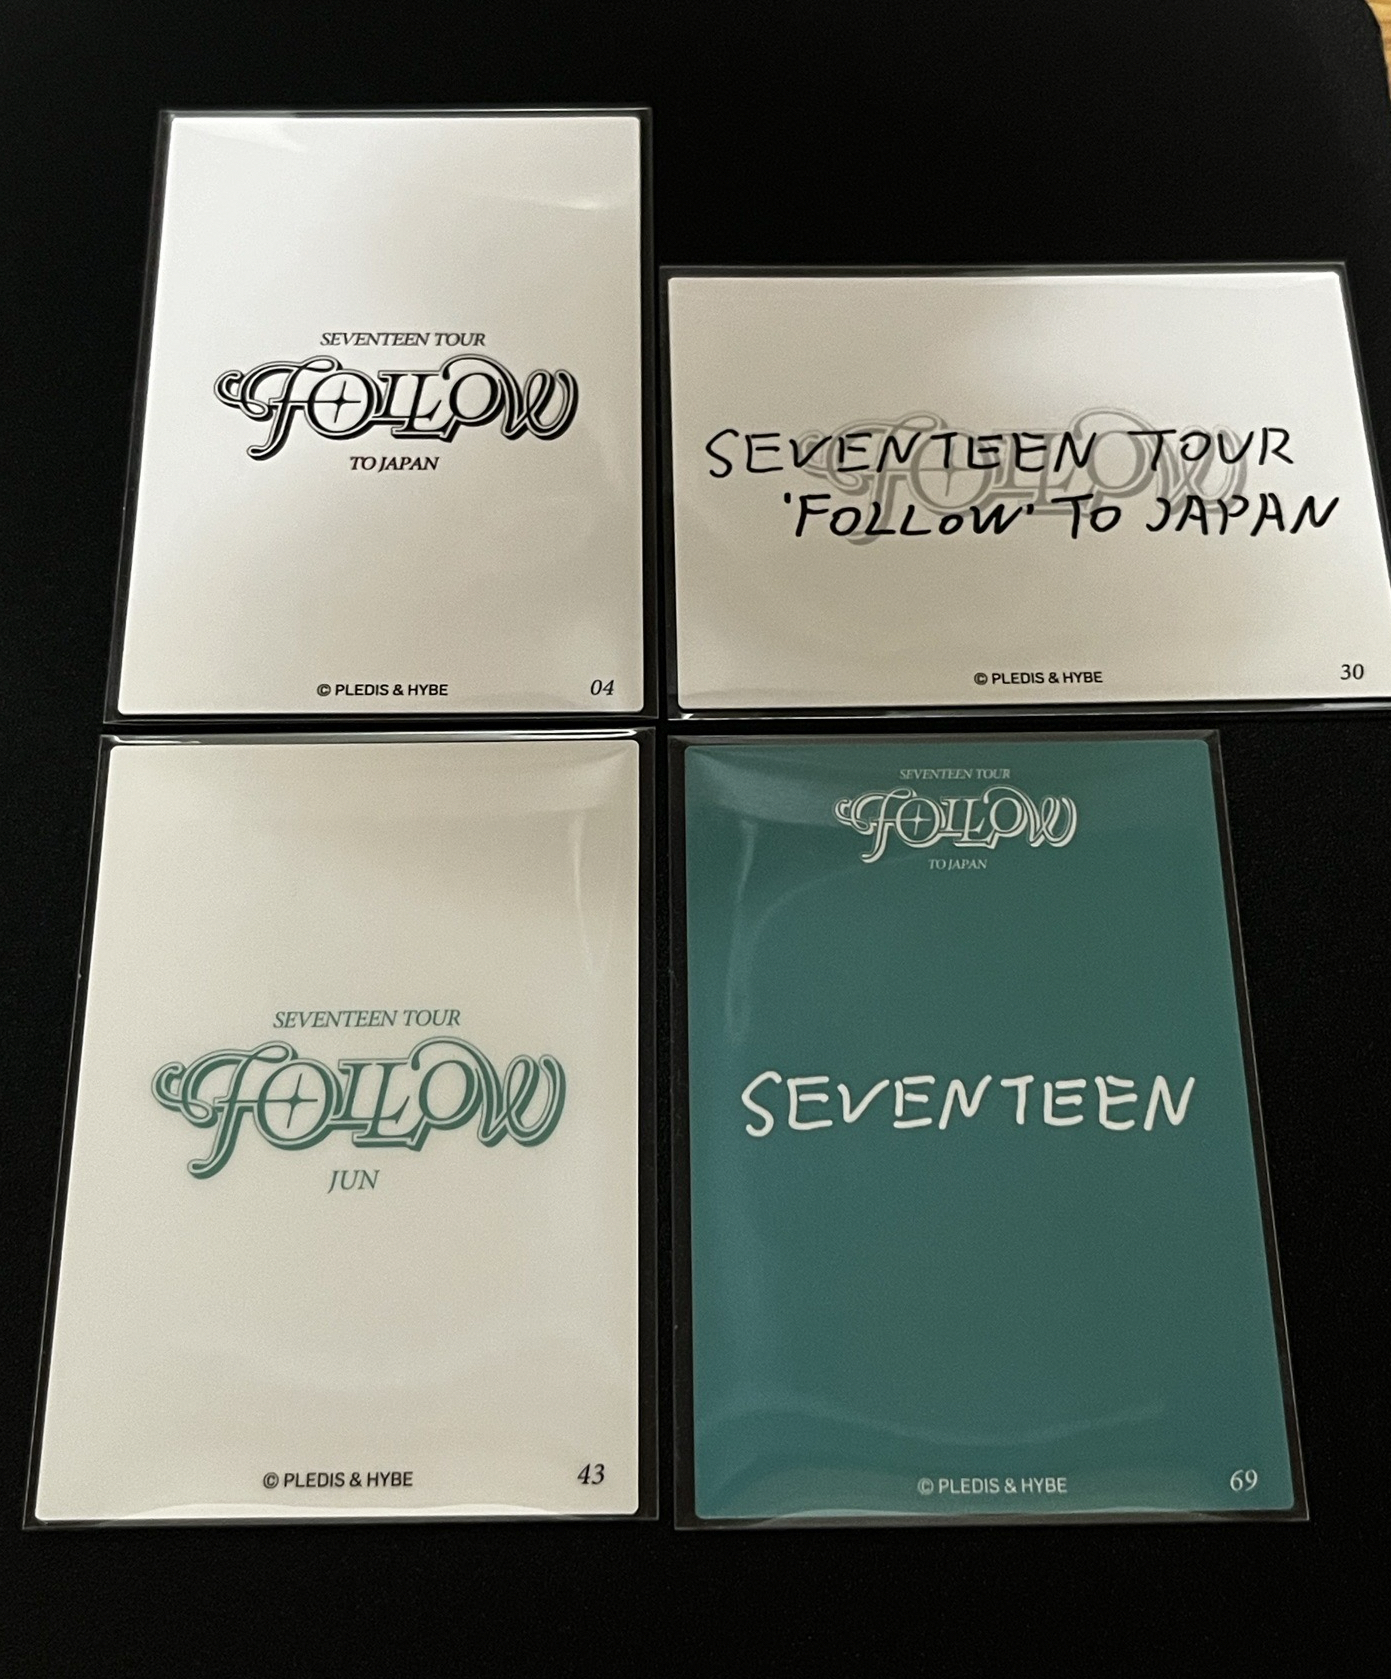 SEVENTEEN TOUR
FOLLOW
TO JAPAN
© PLEDIS & HYBE
04
FOLLOW
SEVENTEEN TOUR
'FOLLOW' TO JAPAN
© PLEDIS & HYBE
30
SEVENTEEN TOUR
FOLLOW
JUN
© PLEDIS & HYBE
43
SEVENTEEN TOUR
FOLLOW
TO JAPAN
SEVENTEEN
© PLEDIS & HYBE
69